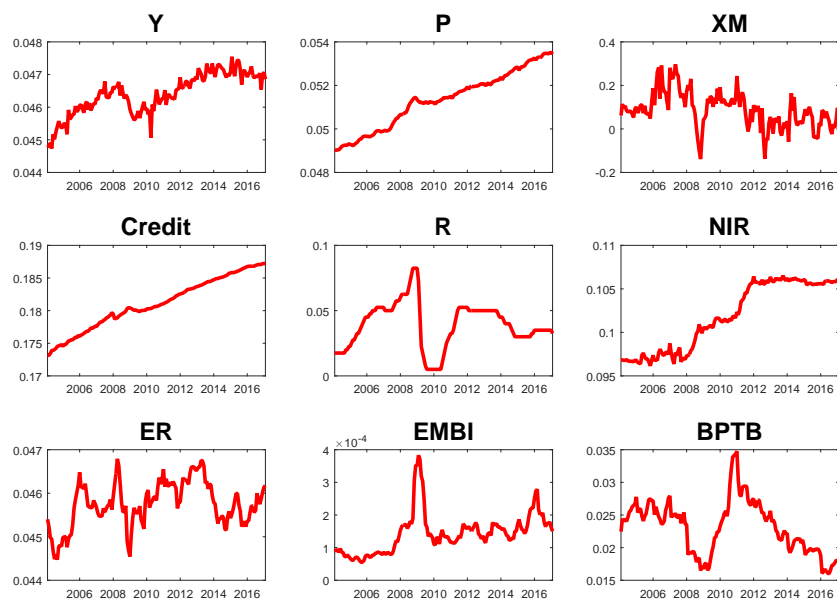 Y
0.048
0.047
0.046
0.045
0.044
2006 2008 2010 2012 2014 2016
P
0.054
0.052
0.05
0.048
2006 2008 2010 2012 2014 2016
XM
0.4
0.2
0
-0.2
2006 2008 2010 2012 2014 2016
Credit
0.19
0.185
0.18
0.175
0.17
2006 2008 2010 2012 2014 2016
R
0.1
0.05
0
2006 2008 2010 2012 2014 2016
NIR
0.11
0.105
0.1
0.095
2006 2008 2010 2012 2014 2016
ER
0.047
0.046
0.045
0.044
2006 2008 2010 2012 2014 2016
EMBI
4 ×10⁻⁴
3
2
1
0
2006 2008 2010 2012 2014 2016
BPTB
0.035
0.03
0.025
0.02
0.015
2006 2008 2010 2012 2014 2016